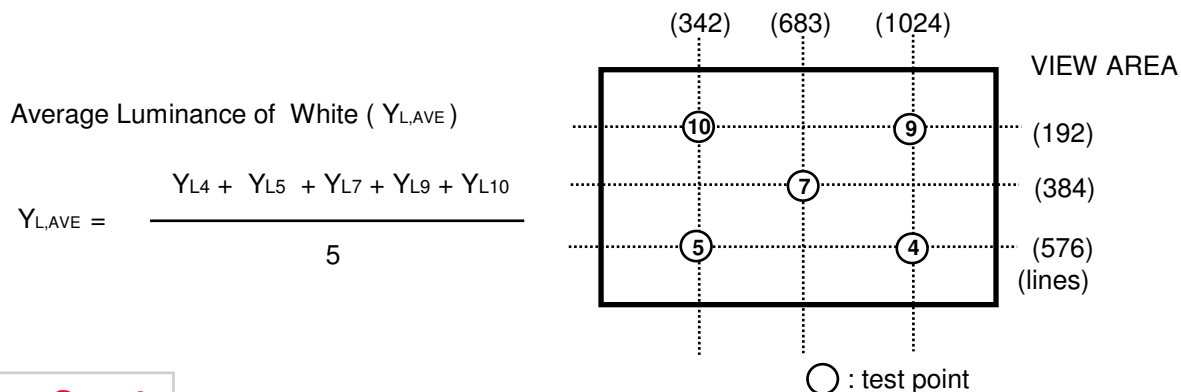 (342) (683) (1024)
VIEW AREA
Average Luminance of White ( YL,AVE )
10 9 (192)
YL4 + YL5 + YL7 + YL9 + YL10
7 (384)
YL,AVE =
5
5 4 (576)
(lines)
: test point